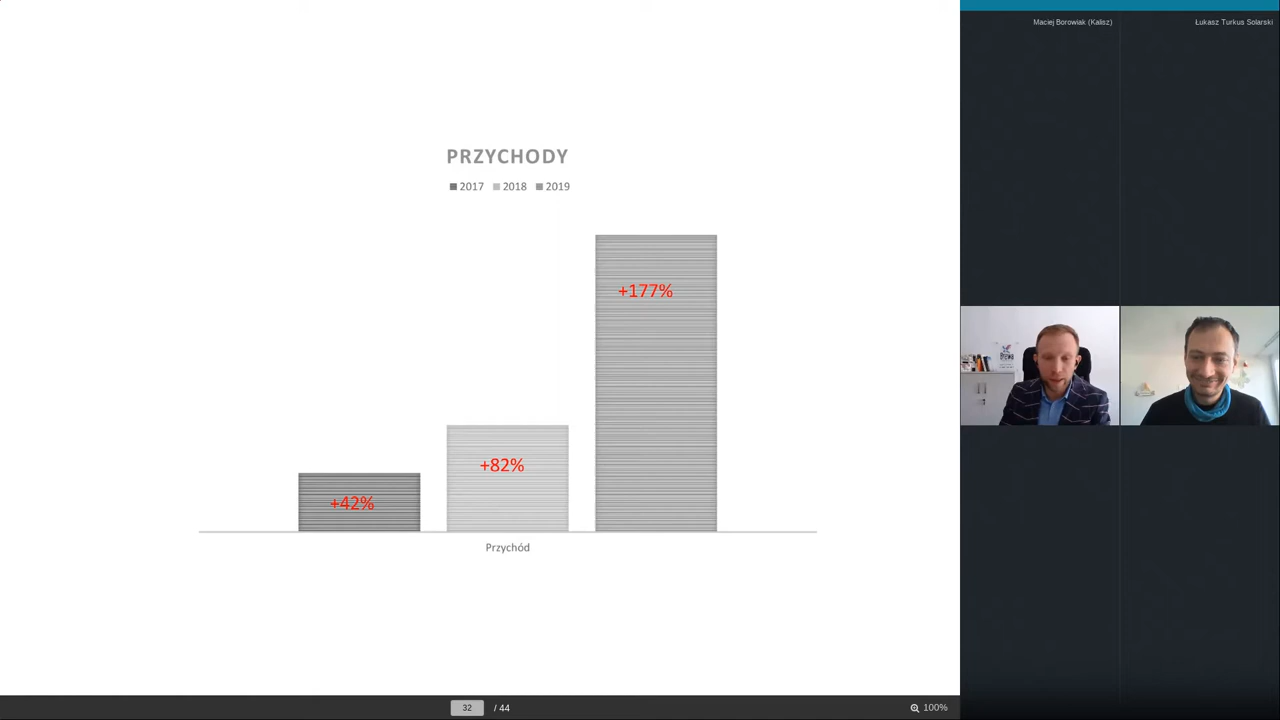 Maciej Borowiak (Kalisz)
Łukasz Turkus Solarski
PRZYCHODY
2017 2018 2019
+177%
+82%
+42%
Przychód
32 / 44
100%